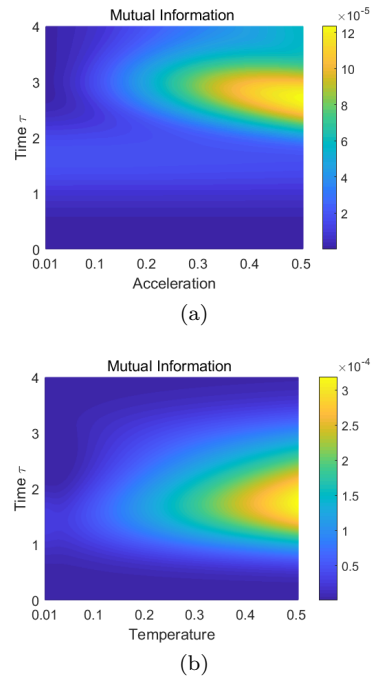 Mutual Information
×10⁻⁵
4
3
2
1
0
Time τ
0.01 0.1 0.2 0.3 0.4 0.5
Acceleration
12
10
8
6
4
2
(a)
Mutual Information
×10⁻⁴
4
3
2
1
0
Time τ
0.01 0.1 0.2 0.3 0.4 0.5
Temperature
3
2.5
2
1.5
1
0.5
(b)